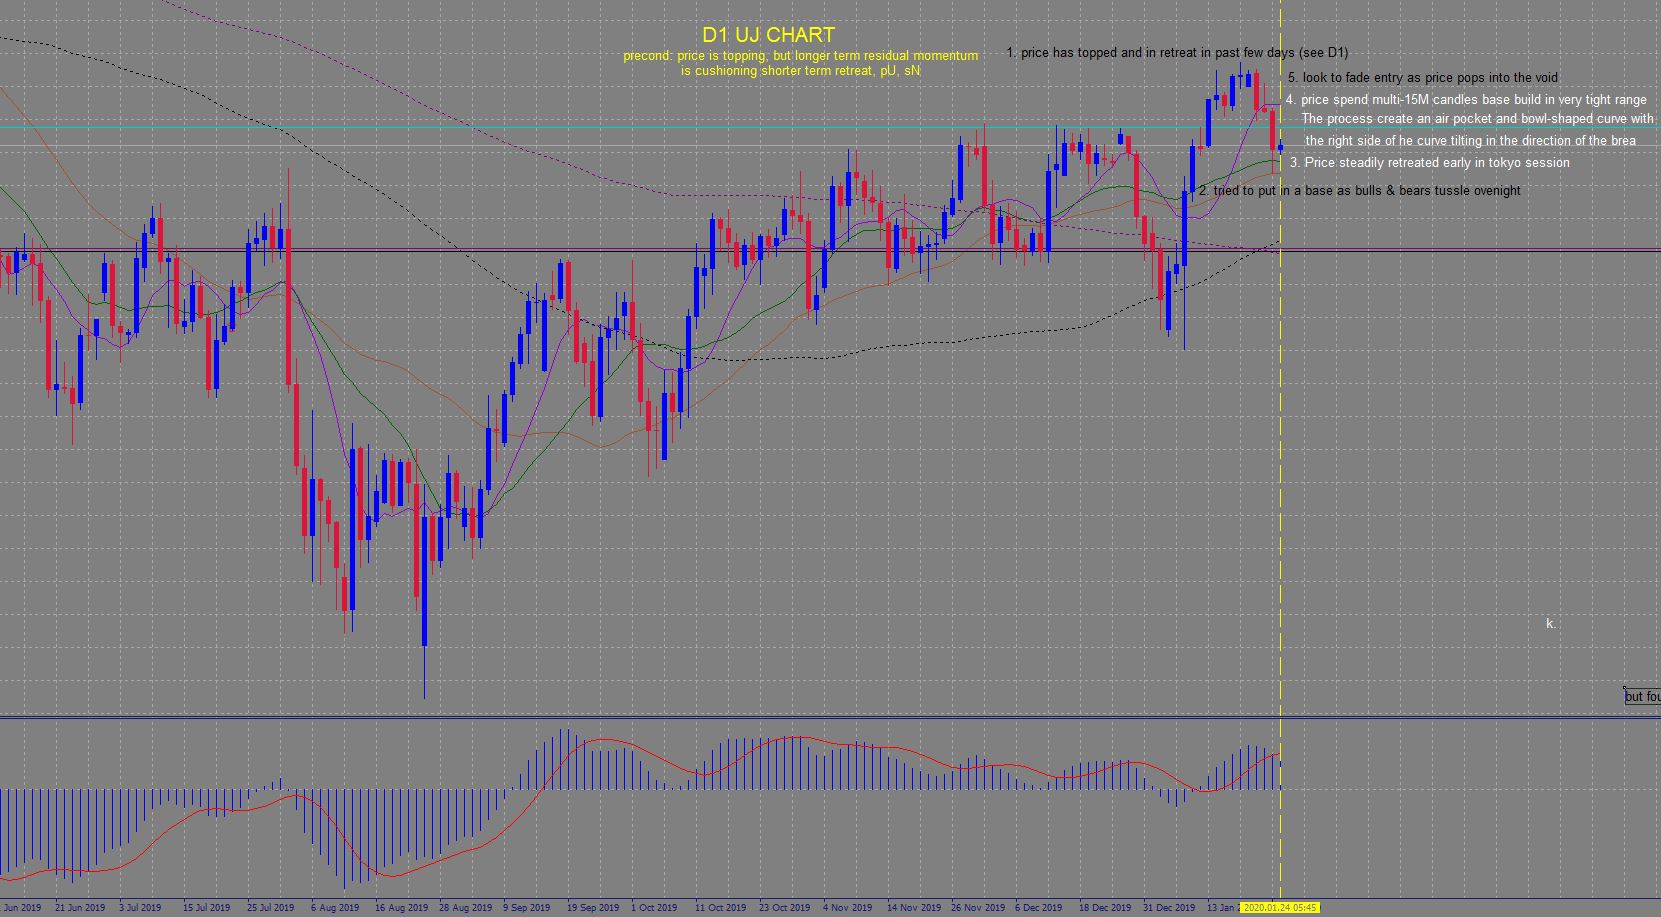 D1 UJ CHART
precond: price is topping, but longer term residual momentum
is cushioning shorter term retreat, pU, sN
1. price has topped and in retreat in past few days (see D1)
5. look to fade entry as price pops into the void
4. price spend multi-15M candles base build in very tight range
The process create an air pocket and bowl-shaped curve with
the right side of he curve tilting in the direction of the brea
3. Price steadily retreated early in tokyo session
2. tried to put in a base as bulls & bears tussle ovenight
k.
but fou
Jun 2019 21 Jun 2019 3 Jul 2019 15 Jul 2019 25 Jul 2019 6 Aug 2019 16 Aug 2019 28 Aug 2019 9 Sep 2019 19 Sep 2019 1 Oct 2019 11 Oct 2019 23 Oct 2019 4 Nov 2019 14 Nov 2019 26 Nov 2019 6 Dec 2019 18 Dec 2019 31 Dec 2019 13 Jan 2020.01.24 05:45